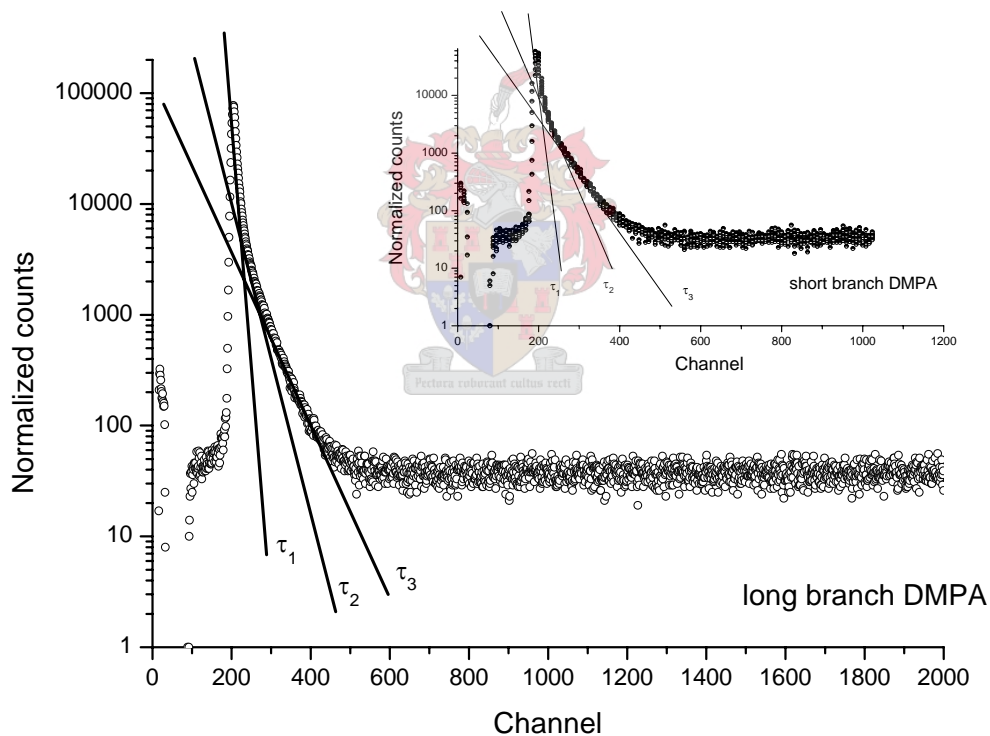 100000
10000
1000
100
10
1
Normalized counts
0 200 400 600 800 1000 1200 1400 1600 1800 2000
Channel
τ1
τ2
τ3
long branch DMPA
10000
1000
100
10
1
Normalized counts
0 200 400 600 800 1000 1200
Channel
τ1
τ2
τ3
short branch DMPA
Pectora roborant cultus recti